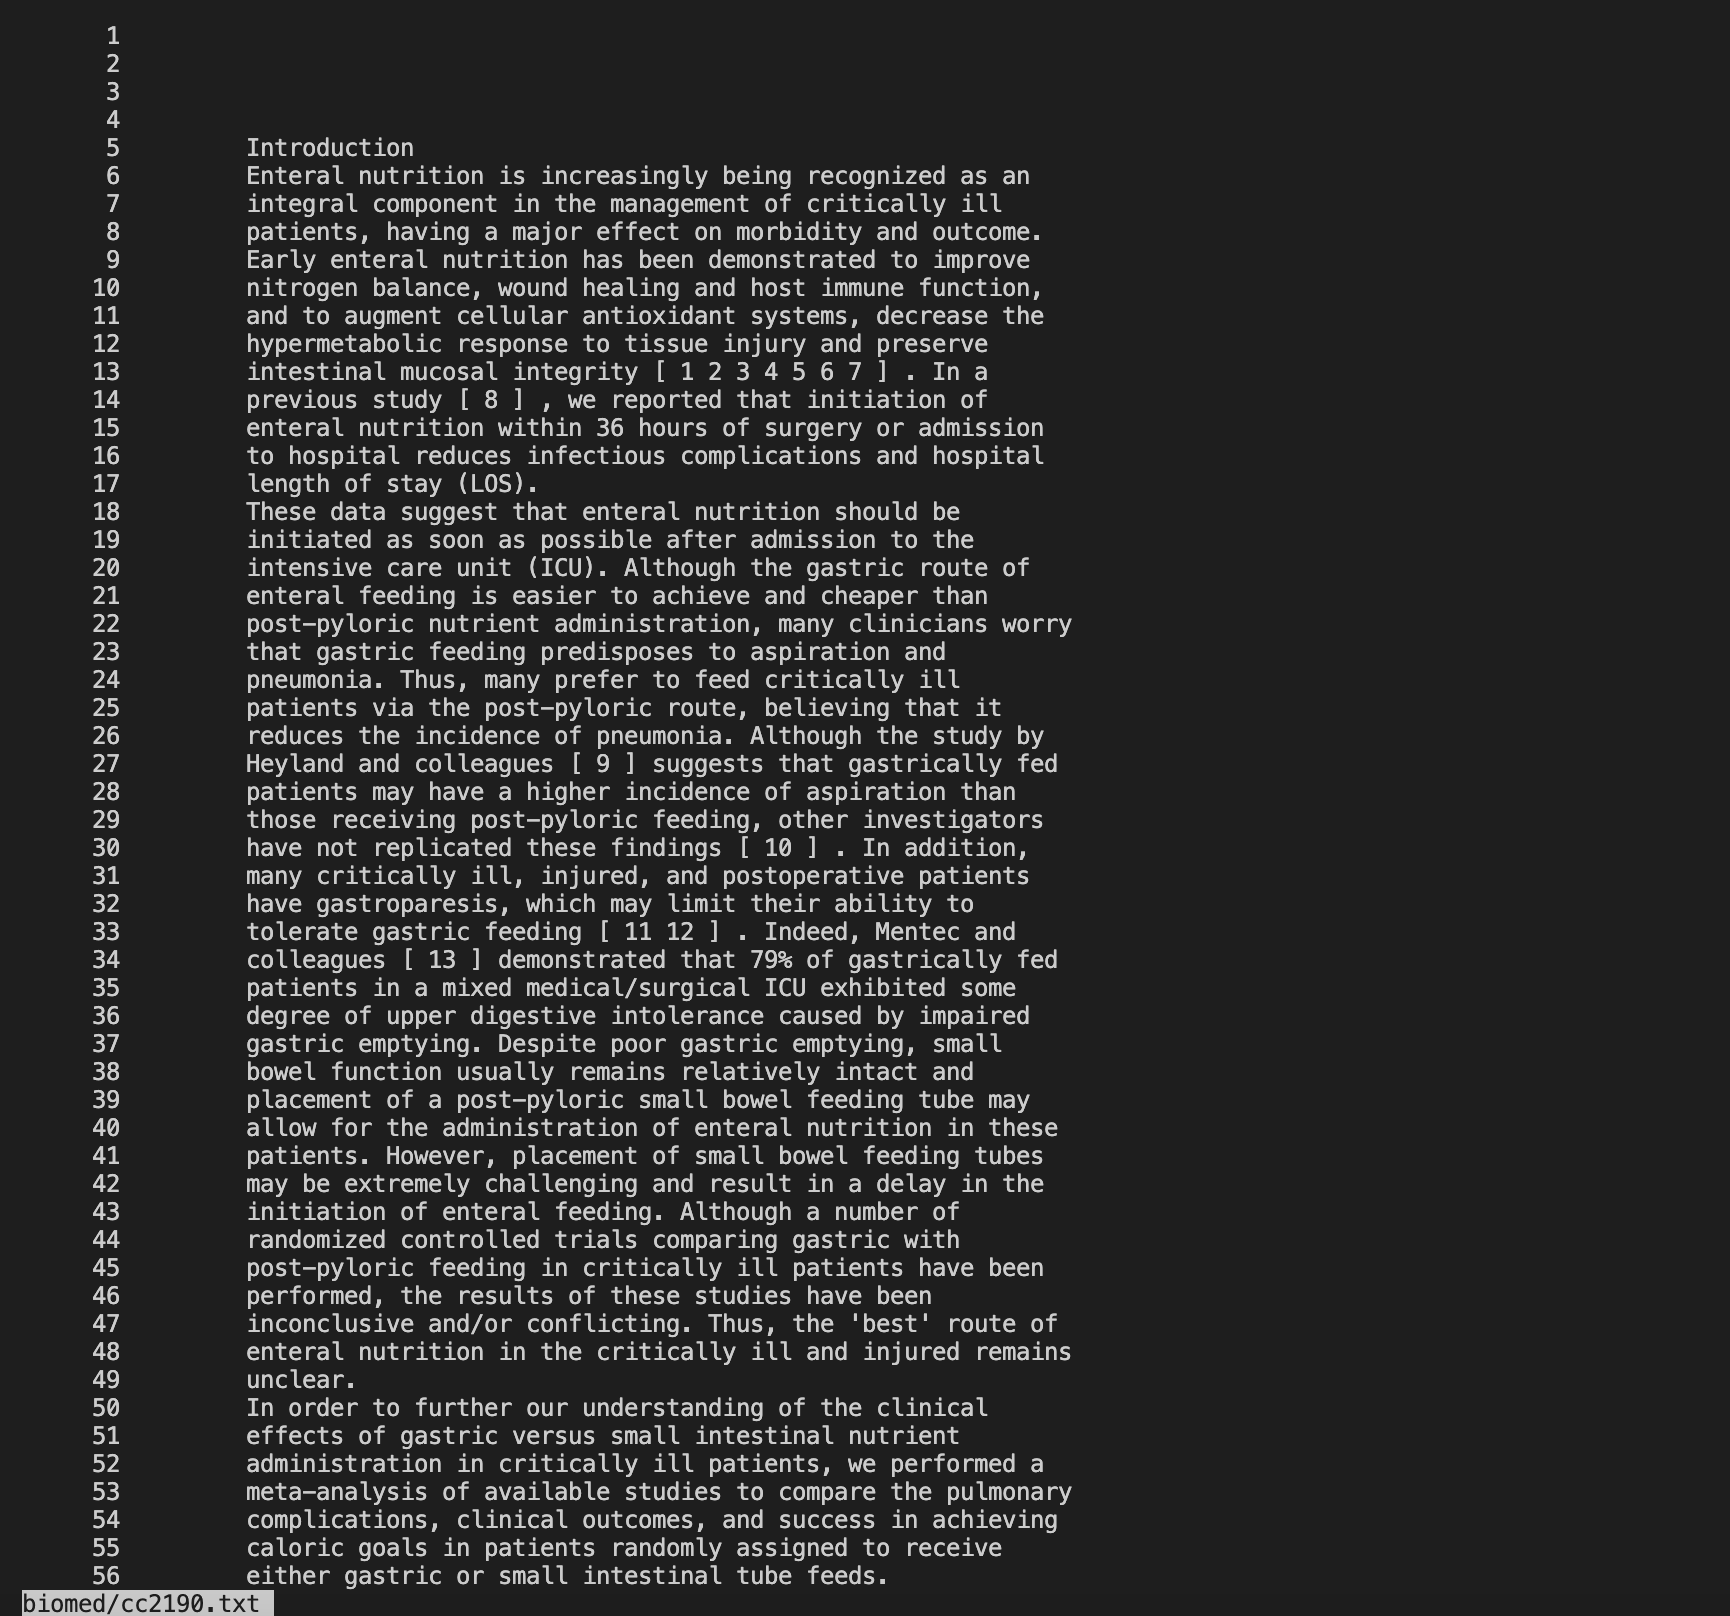 1
2
3
4
5 Introduction
6 Enteral nutrition is increasingly being recognized as an
7 integral component in the management of critically ill
8 patients, having a major effect on morbidity and outcome.
9 Early enteral nutrition has been demonstrated to improve
10 nitrogen balance, wound healing and host immune function,
11 and to augment cellular antioxidant systems, decrease the
12 hypermetabolic response to tissue injury and preserve
13 intestinal mucosal integrity [ 1 2 3 4 5 6 7 ] . In a
14 previous study [ 8 ] , we reported that initiation of
15 enteral nutrition within 36 hours of surgery or admission
16 to hospital reduces infectious complications and hospital
17 length of stay (LOS).
18 These data suggest that enteral nutrition should be
19 initiated as soon as possible after admission to the
20 intensive care unit (ICU). Although the gastric route of
21 enteral feeding is easier to achieve and cheaper than
22 post-pyloric nutrient administration, many clinicians worry
23 that gastric feeding predisposes to aspiration and
24 pneumonia. Thus, many prefer to feed critically ill
25 patients via the post-pyloric route, believing that it
26 reduces the incidence of pneumonia. Although the study by
27 Heyland and colleagues [ 9 ] suggests that gastrically fed
28 patients may have a higher incidence of aspiration than
29 those receiving post-pyloric feeding, other investigators
30 have not replicated these findings [ 10 ] . In addition,
31 many critically ill, injured, and postoperative patients
32 have gastroparesis, which may limit their ability to
33 tolerate gastric feeding [ 11 12 ] . Indeed, Mentec and
34 colleagues [ 13 ] demonstrated that 79% of gastrically fed
35 patients in a mixed medical/surgical ICU exhibited some
36 degree of upper digestive intolerance caused by impaired
37 gastric emptying. Despite poor gastric emptying, small
38 bowel function usually remains relatively intact and
39 placement of a post-pyloric small bowel feeding tube may
40 allow for the administration of enteral nutrition in these
41 patients. However, placement of small bowel feeding tubes
42 may be extremely challenging and result in a delay in the
43 initiation of enteral feeding. Although a number of
44 randomized controlled trials comparing gastric with
45 post-pyloric feeding in critically ill patients have been
46 performed, the results of these studies have been
47 inconclusive and/or conflicting. Thus, the 'best' route of
48 enteral nutrition in the critically ill and injured remains
49 unclear.
50 In order to further our understanding of the clinical
51 effects of gastric versus small intestinal nutrient
52 administration in critically ill patients, we performed a
53 meta-analysis of available studies to compare the pulmonary
54 complications, clinical outcomes, and success in achieving
55 caloric goals in patients randomly assigned to receive
56 either gastric or small intestinal tube feeds.
biomed/cc2190.txt